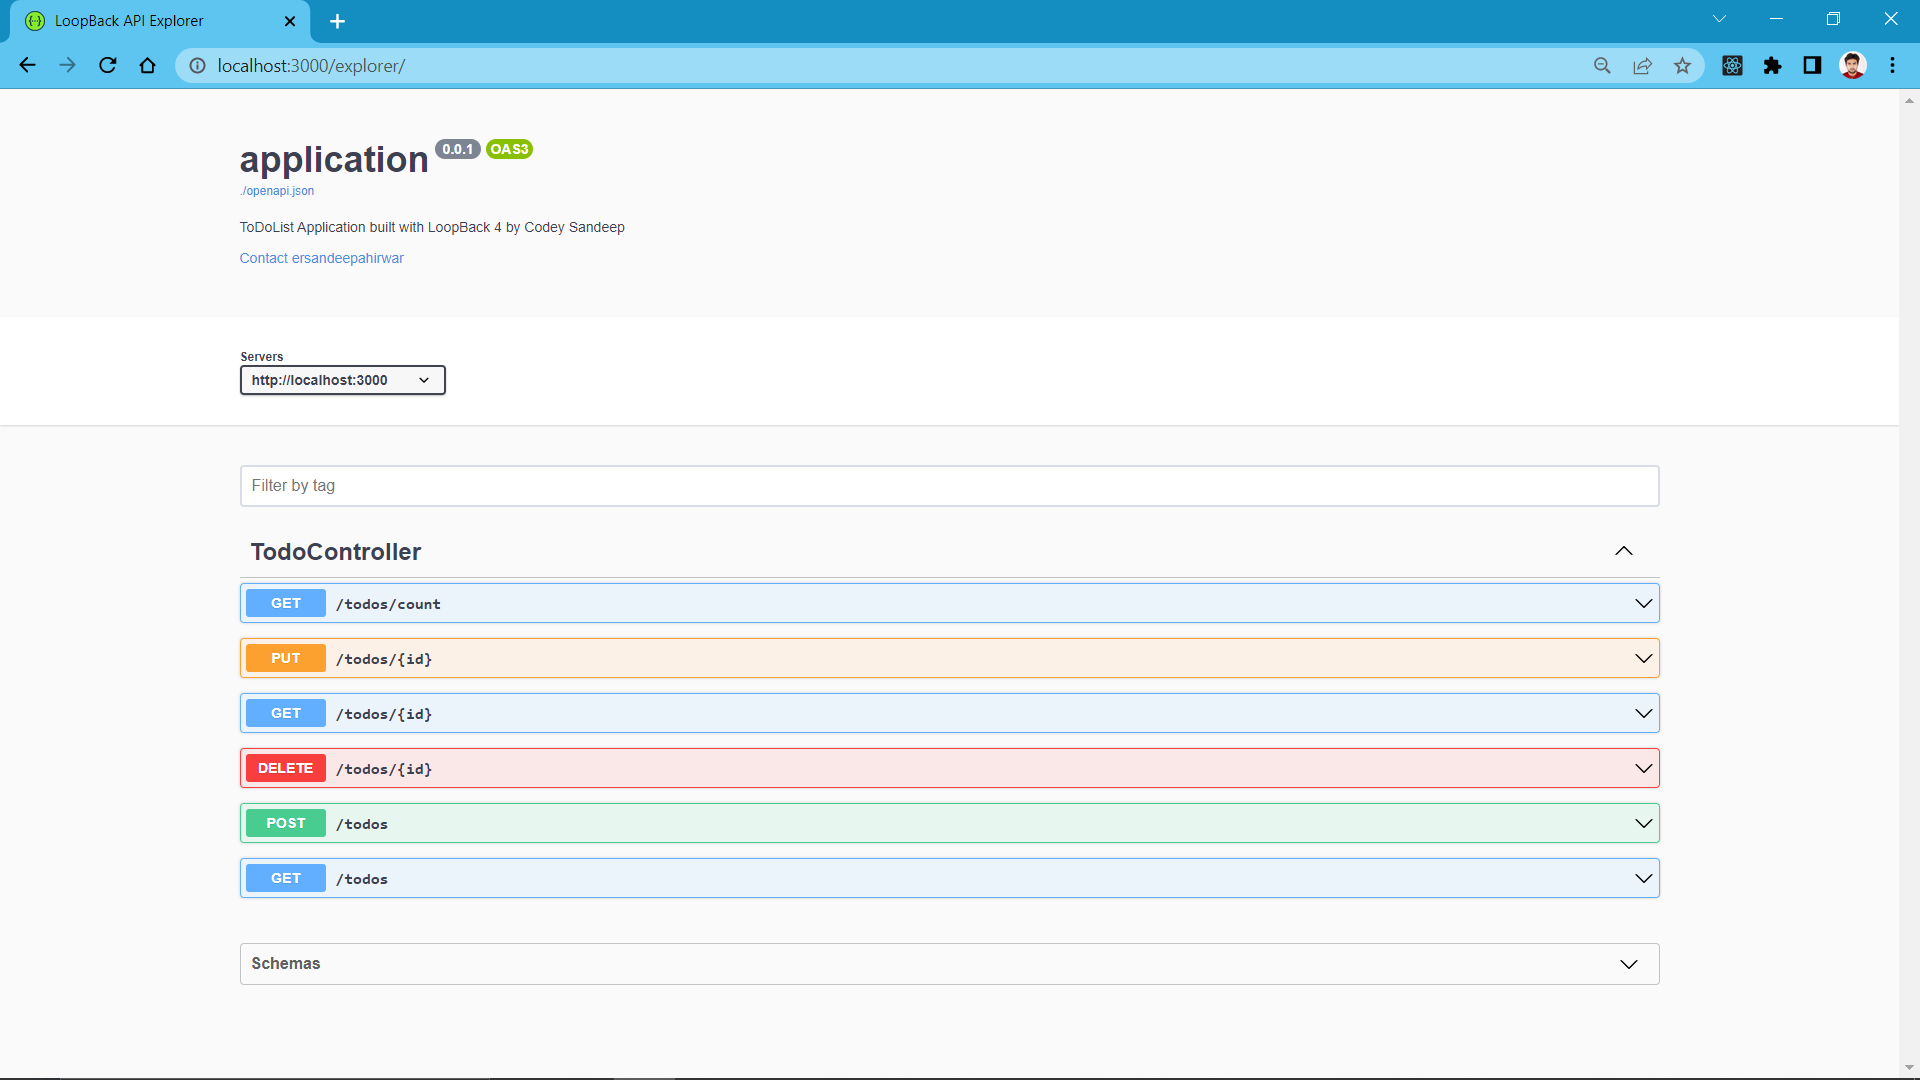 LoopBack API Explorer
localhost:3000/explorer/
application 0.0.1 OAS3
./openapi.json
ToDoList Application built with LoopBack 4 by Codey Sandeep
Contact ersandeepahirwar
Servers
http://localhost:3000
Filter by tag
TodoController
GET /todos/count
PUT /todos/{id}
GET /todos/{id}
DELETE /todos/{id}
POST /todos
GET /todos
Schemas